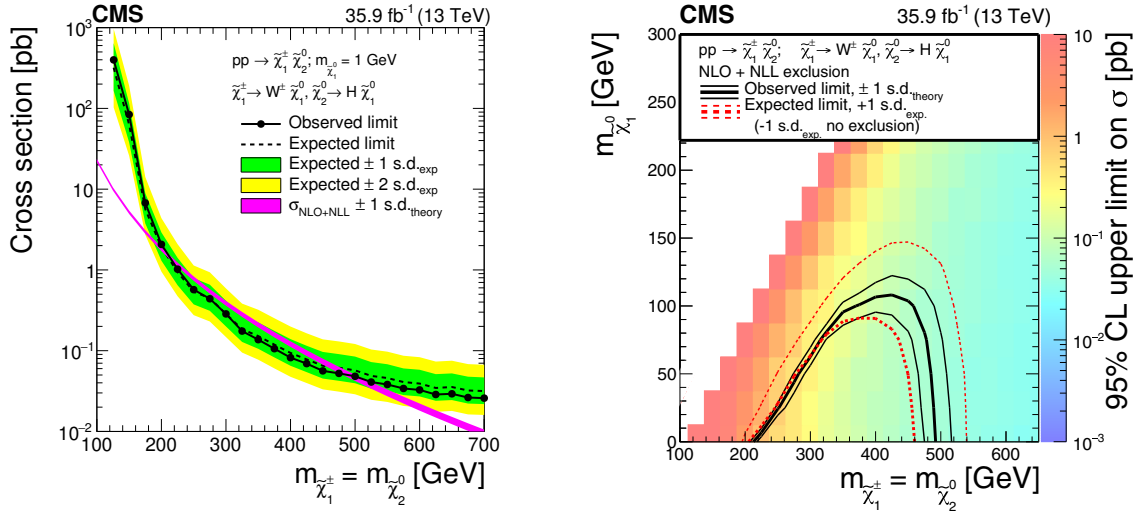 CMS 35.9 fb⁻¹ (13 TeV)
Cross section [pb]
10³
10²
10
1
10⁻¹
10⁻²
pp → χ̃₁± χ̃₂⁰; m_χ̃₁⁰ = 1 GeV
χ̃₁± → W± χ̃₁⁰, χ̃₂⁰ → H χ̃₁⁰
Observed limit
Expected limit
Expected ± 1 s.d.exp
Expected ± 2 s.d.exp
σNLO+NLL ± 1 s.d.theory
100 200 300 400 500 600 700
m_χ̃₁± = m_χ̃₂⁰ [GeV]
CMS 35.9 fb⁻¹ (13 TeV)
m_χ̃₁⁰ [GeV]
300
250
200
150
100
50
0
pp → χ̃₁± χ̃₂⁰; χ̃₁± → W± χ̃₁⁰, χ̃₂⁰ → H χ̃₁⁰
NLO + NLL exclusion
Observed limit, ± 1 s.d.theory
Expected limit, +1 s.d.exp.
(-1 s.d.exp. no exclusion)
100 200 300 400 500 600
m_χ̃₁± = m_χ̃₂⁰ [GeV]
10
1
10⁻¹
10⁻²
10⁻³
95% CL upper limit on σ [pb]